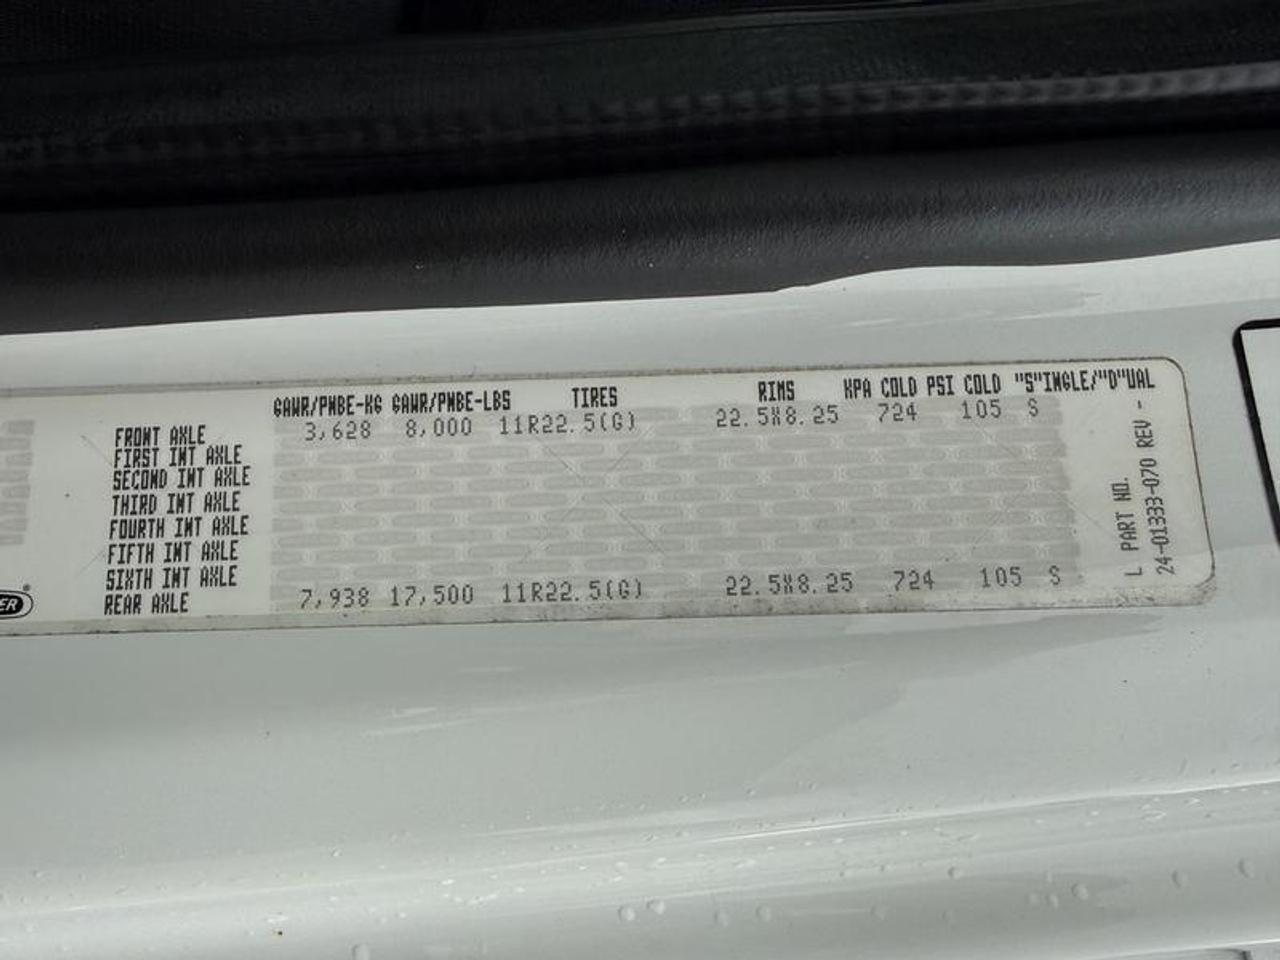 GAWR/PNBE-KG GAWR/PNBE-LBS TIRES RIMS KPA COLD PSI COLD "S"INGLE/"D"UAL
FRONT AXLE 3,628 8,000 11R22.5(G) 22.5X8.25 724 105 S
FIRST INT AXLE
SECOND INT AXLE
THIRD INT AXLE
FOURTH INT AXLE
FIFTH INT AXLE
SIXTH INT AXLE
REAR AXLE 7,938 17,500 11R22.5(G) 22.5X8.25 724 105 S
L PART NO.
24-01333-070 REV -